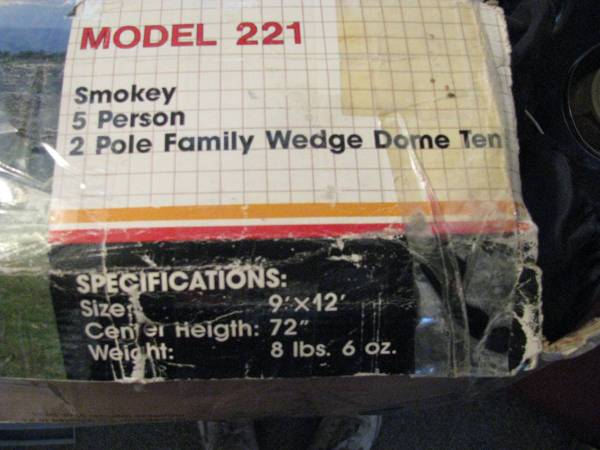 MODEL 221
Smokey
5 Person
2 Pole Family Wedge Dome Ten
SPECIFICATIONS:
Size: 9'×12'
Center Heigth: 72"
Weight: 8 lbs. 6 oz.